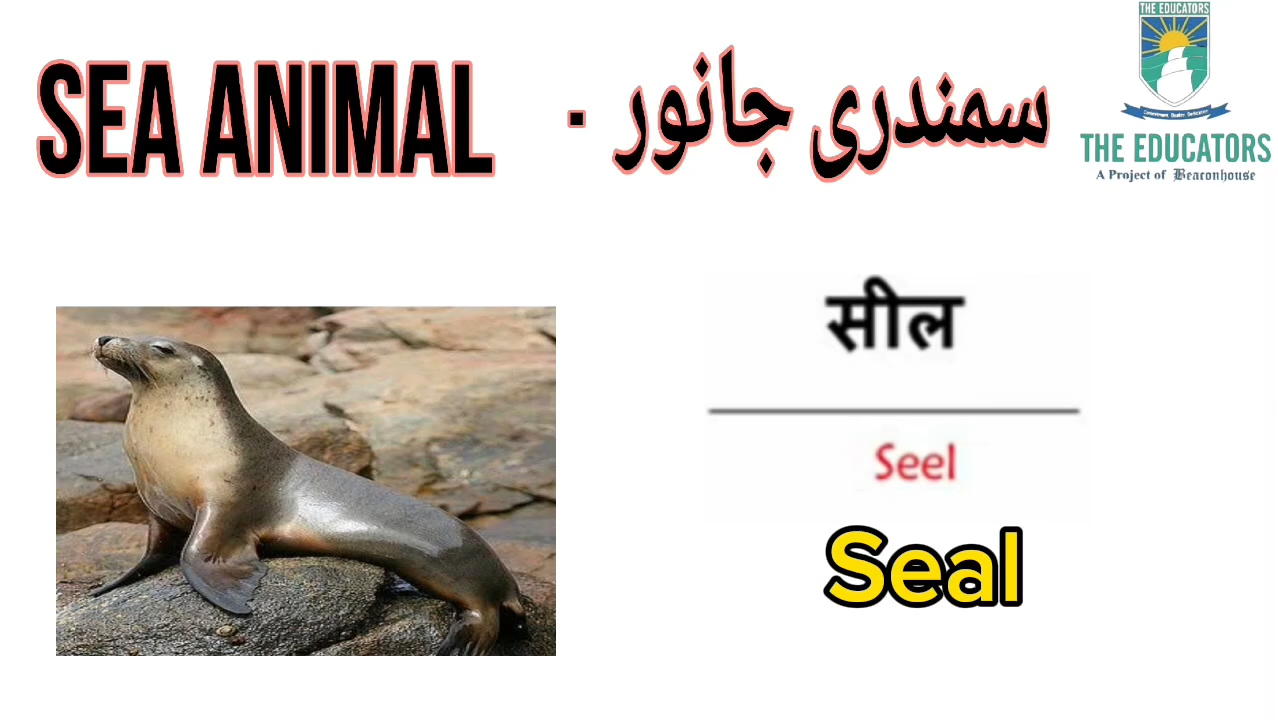 SEA ANIMAL - سمندری جانور
THE EDUCATORS
THE EDUCATORS
A Project of Beaconhouse
सील
Seel
Seal